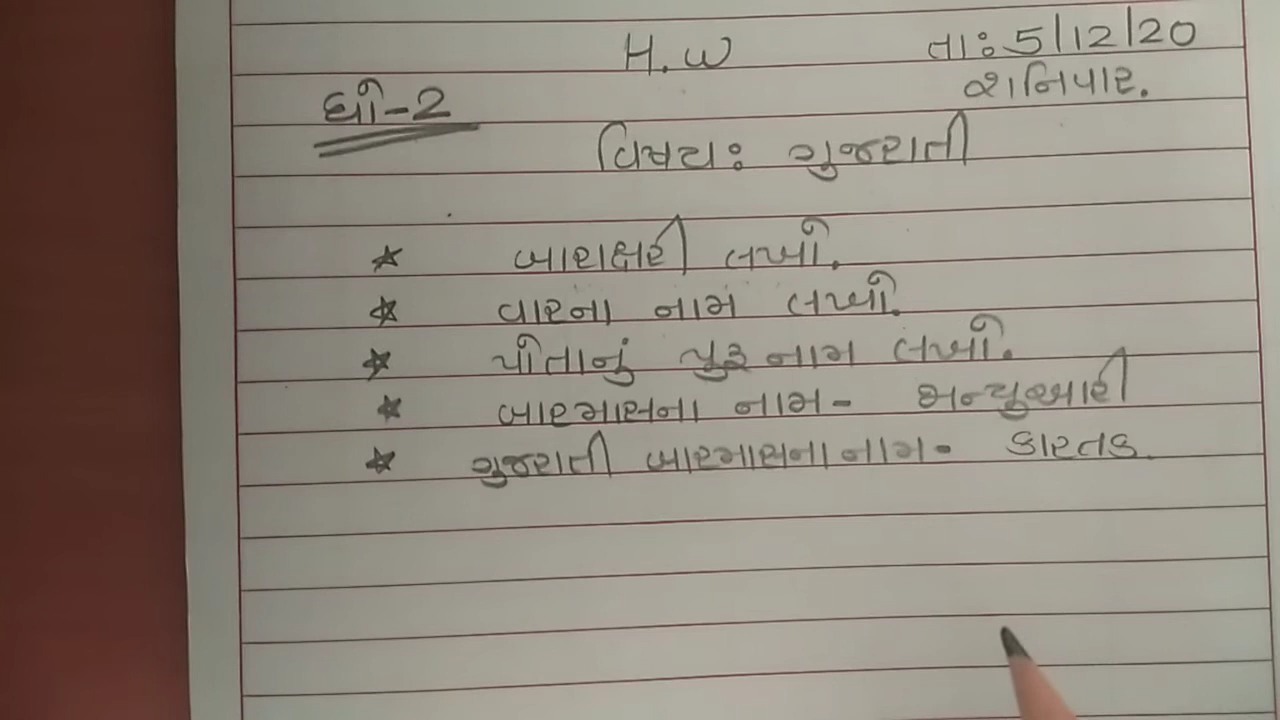 H.W તા: 5/12/20
ધો-2 શનિવાર.
વિષય: ગુજરાતી
★ બારાક્ષરી લખો.
★ વારના નામ લખો.
★ પોતાનું પુરૂ નામ લખો.
★ બારમાસના નામ - જાન્યુઆરી
★ ગુજરાતી બારમાસના નામ - કારતક